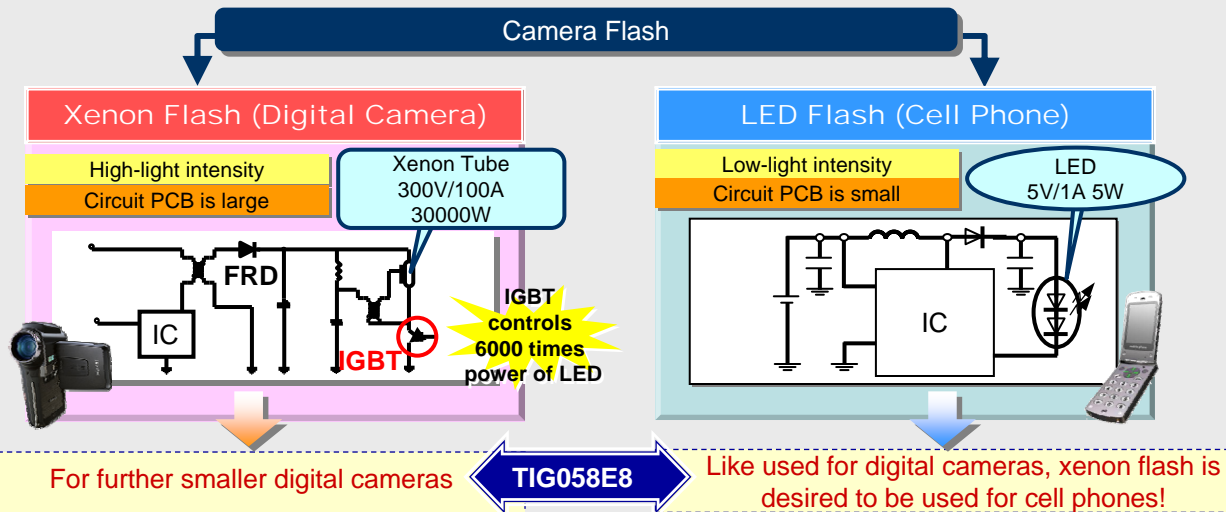 Camera Flash
Xenon Flash (Digital Camera)
High-light intensity
Circuit PCB is large
Xenon Tube
300V/100A
30000W
FRD
IC
IGBT
IGBT
controls
6000 times
power of LED
For further smaller digital cameras
TIG058E8
LED Flash (Cell Phone)
Low-light intensity
Circuit PCB is small
LED
5V/1A 5W
IC
Like used for digital cameras, xenon flash is
desired to be used for cell phones!